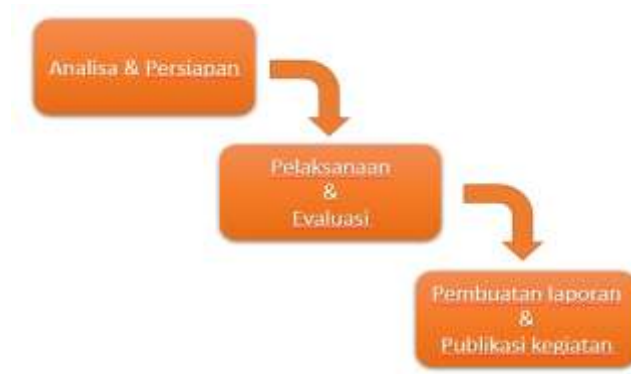 Analisa & Persiapan
Pelaksanaan
&
Evaluasi
Pembuatan laporan
&
Publikasi kegiatan